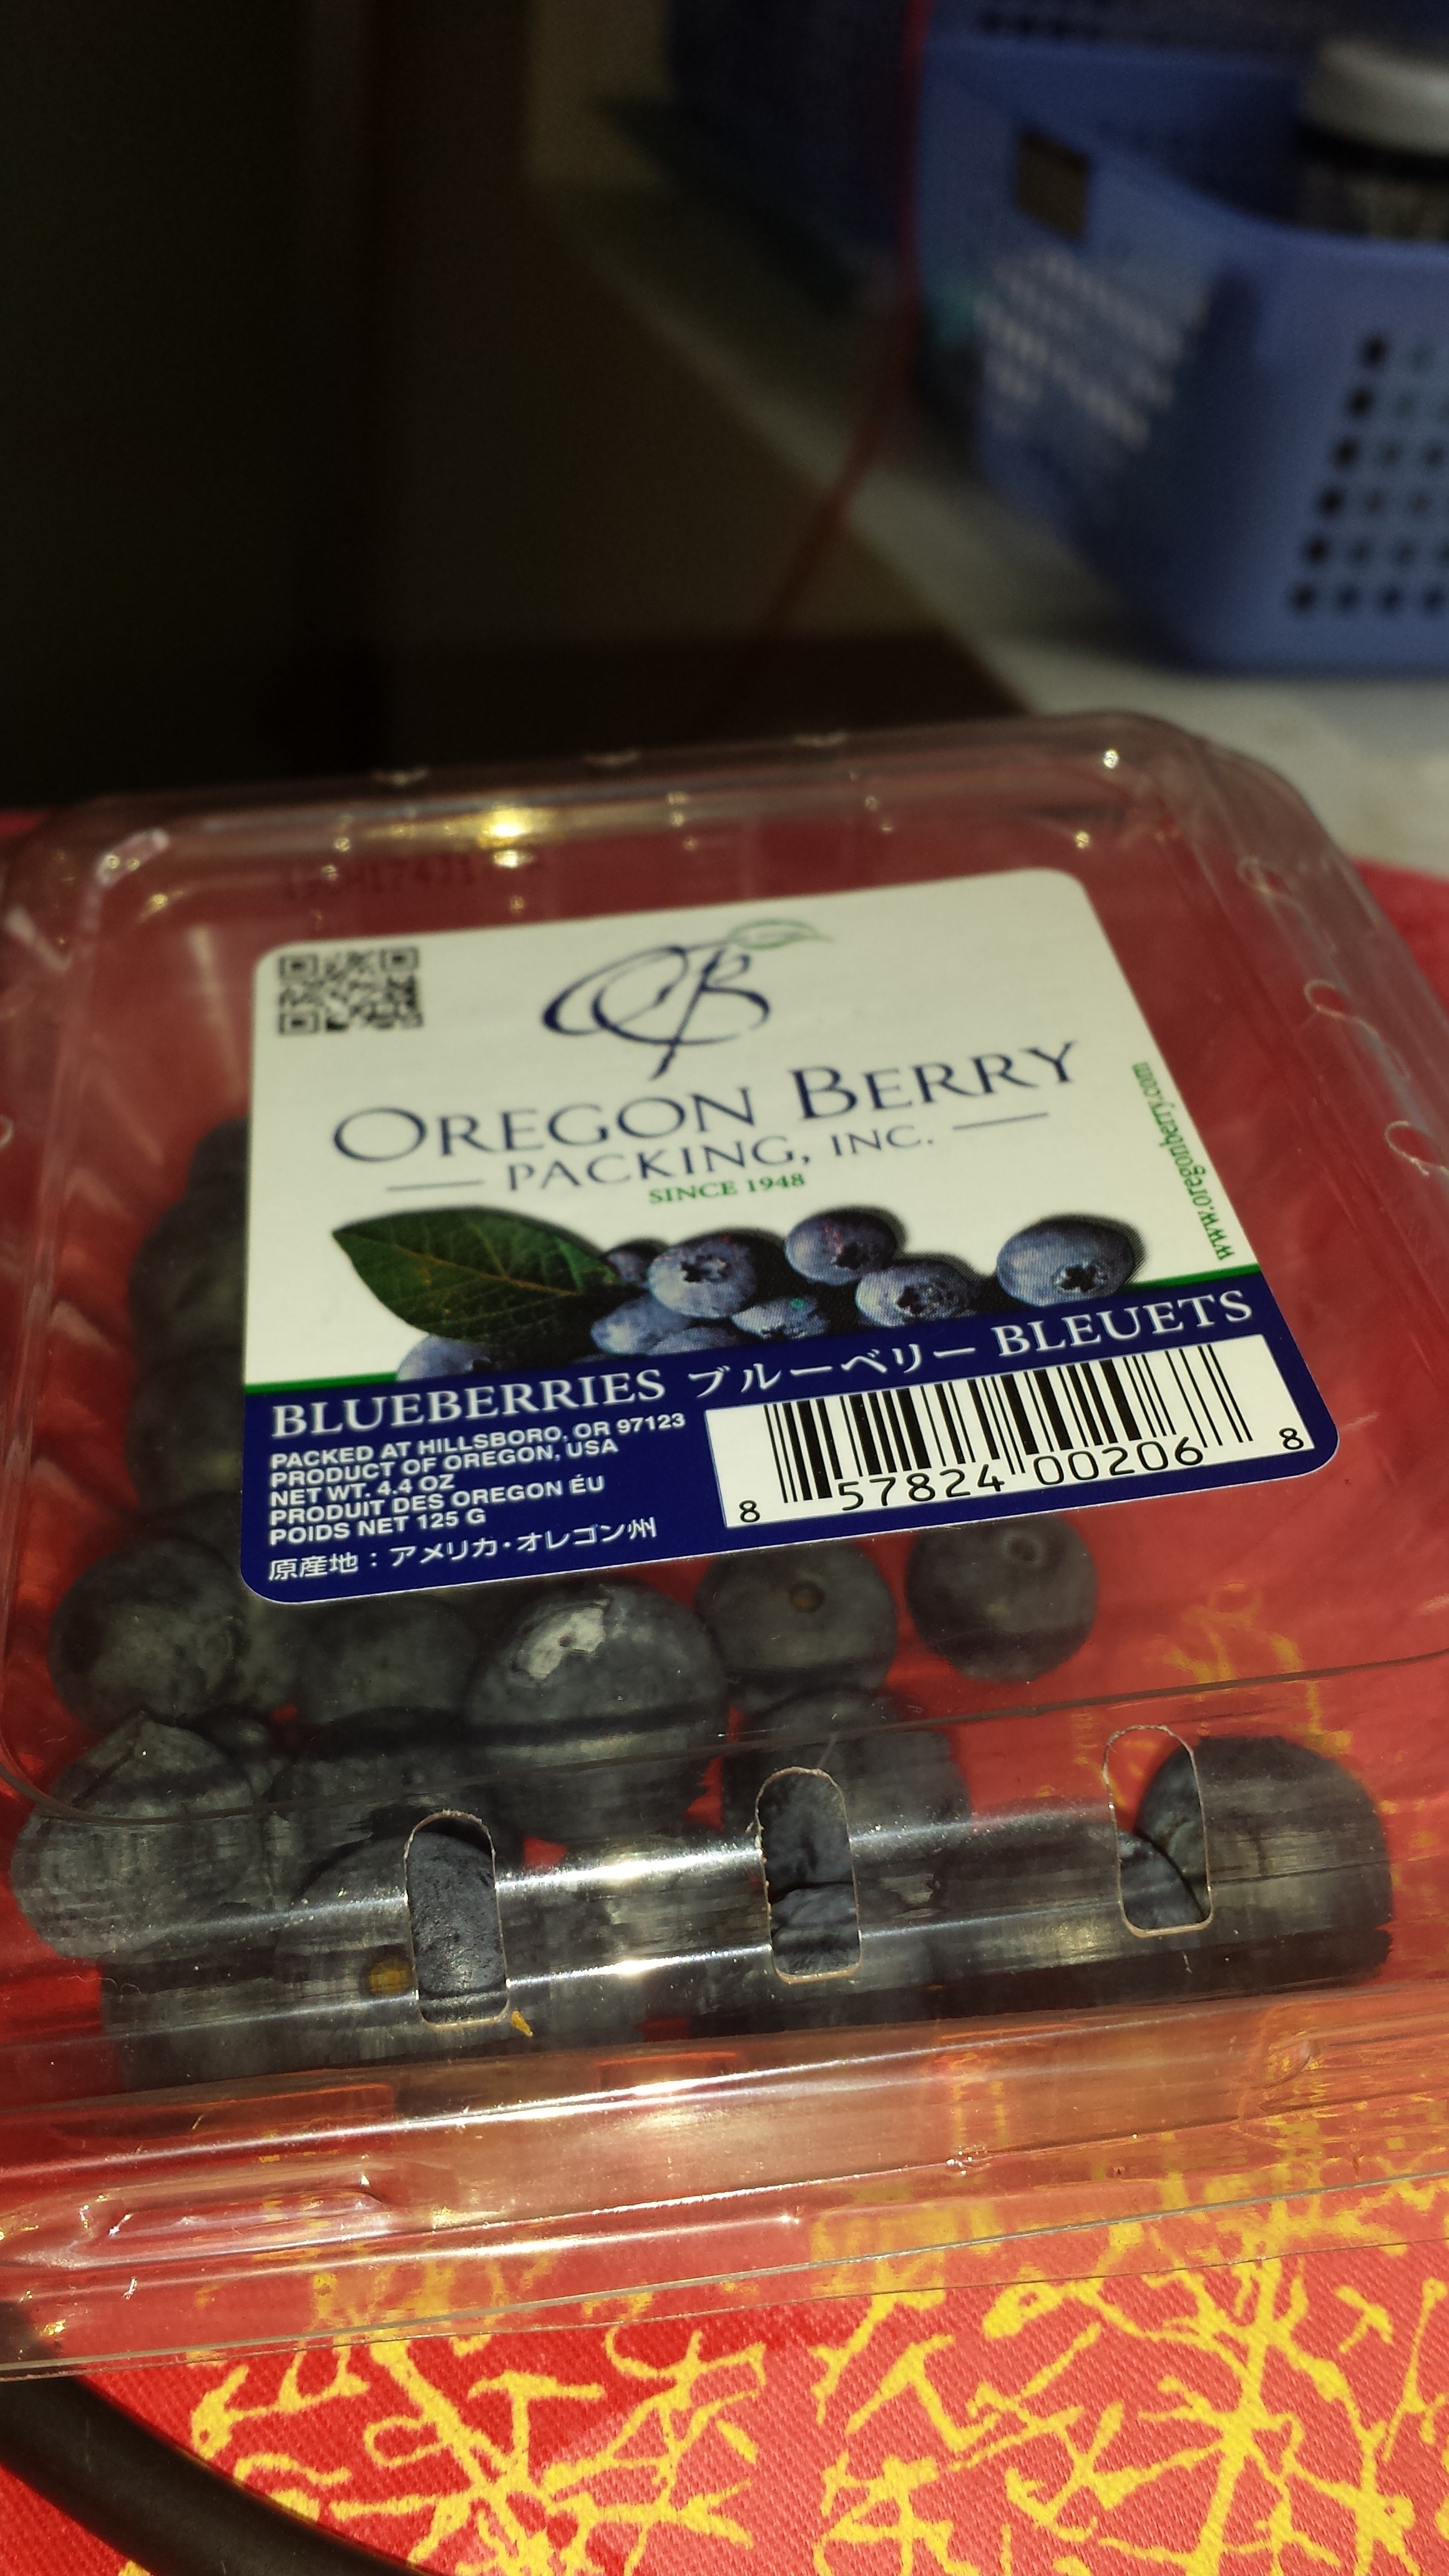 OB
OREGON BERRY
PACKING, INC.
SINCE 1948
www.oregonberry.com
BLUEBERRIES ブルーベリー BLEUETS
PACKED AT HILLSBORO, OR 97123
PRODUCT OF OREGON, USA
NET WT. 4.4 OZ
PRODUIT DES OREGON ÉU
POIDS NET 125 G
原産地：アメリカ・オレゴン州
8 57824 00206 8